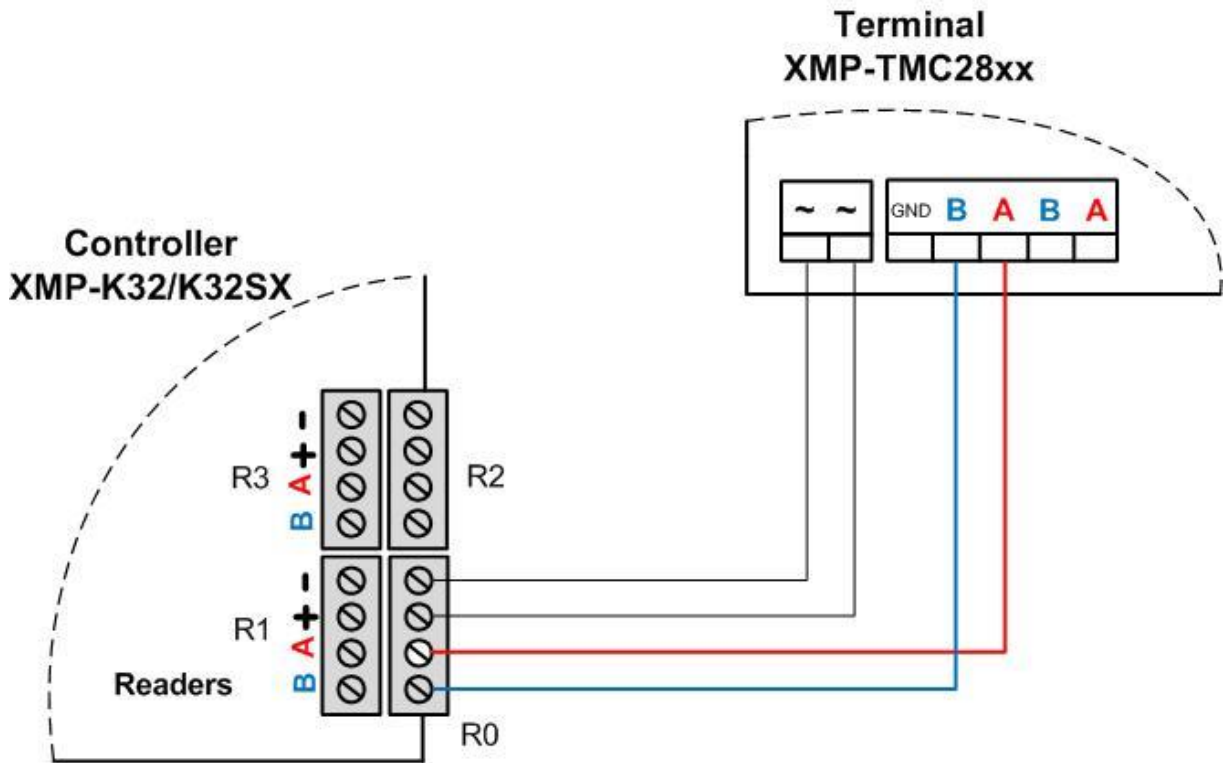 Terminal
XMP-TMC28xx
~ ~
GND B A B A
Controller
XMP-K32/K32SX
-
+
R3
A
B
R2
-
+
R1
A
B
Readers
R0